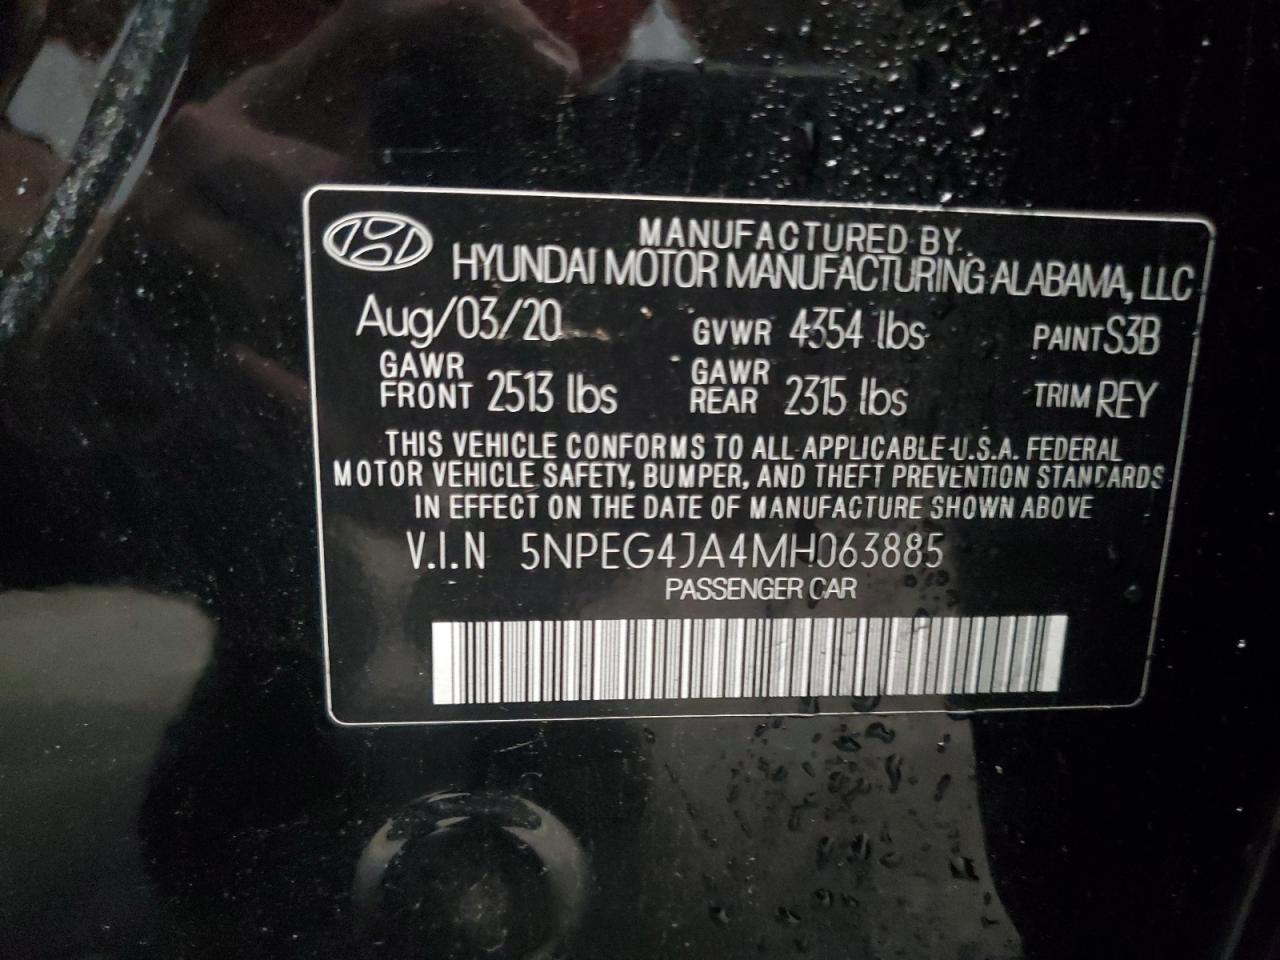 MANUFACTURED BY
HYUNDAI MOTOR MANUFACTURING ALABAMA, LLC
Aug/03/20 GVWR 4354 lbs PAINT S3B
GAWR FRONT 2513 lbs GAWR REAR 2315 lbs TRIM REY
THIS VEHICLE CONFORMS TO ALL APPLICABLE U.S.A. FEDERAL
MOTOR VEHICLE SAFETY, BUMPER, AND THEFT PREVENTION STANDARDS
IN EFFECT ON THE DATE OF MANUFACTURE SHOWN ABOVE
V.I.N 5NPEG4JA4MH063885
PASSENGER CAR